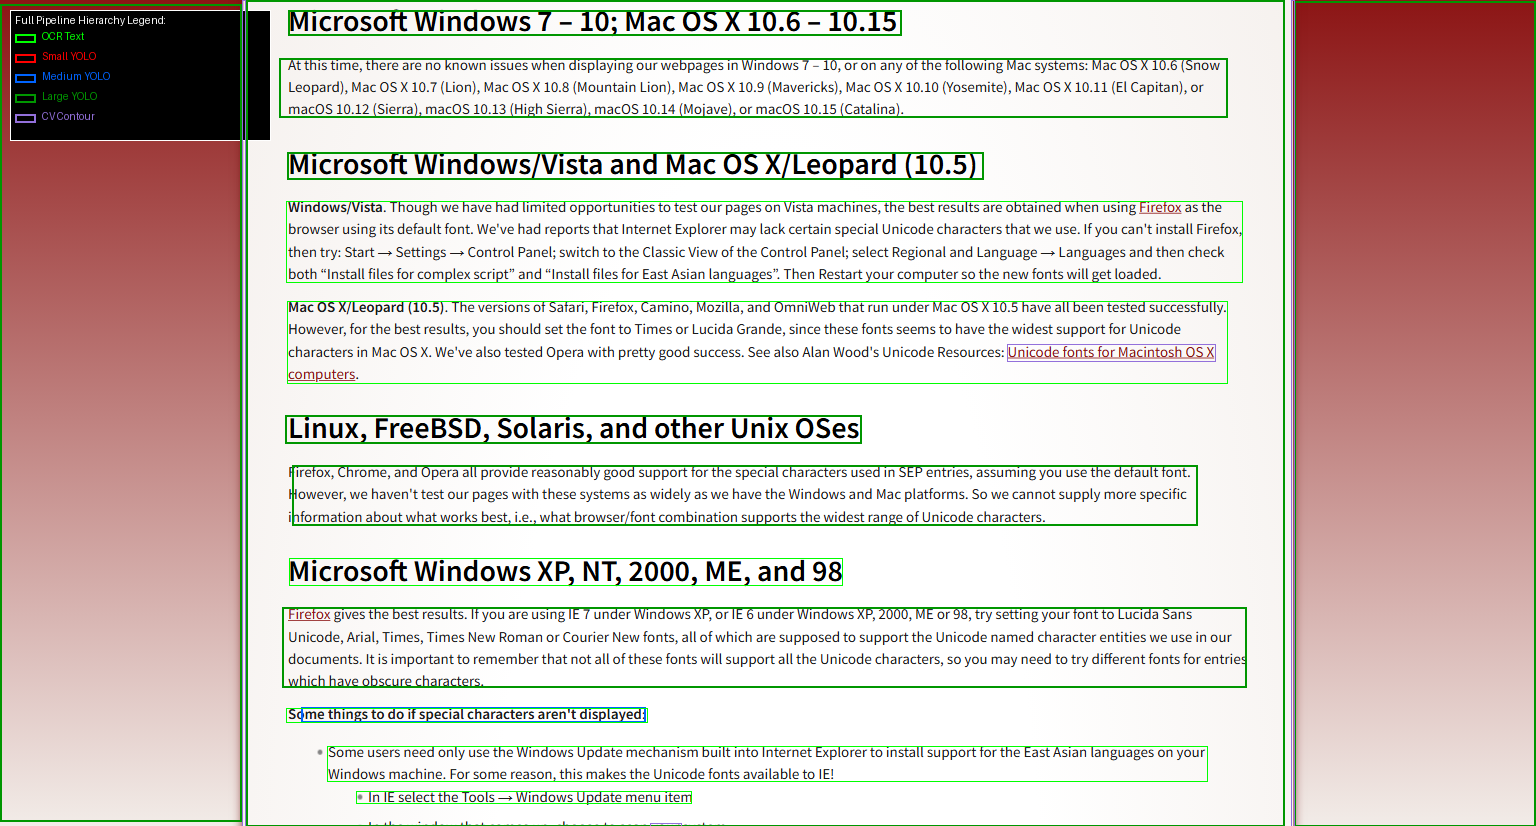 Full Pipeline Hierarchy Legend:
OCR Text
Small YOLO
Medium YOLO
Large YOLO
CV Contour
Microsoft Windows 7 – 10; Mac OS X 10.6 – 10.15
At this time, there are no known issues when displaying our webpages in Windows 7 – 10, or on any of the following Mac systems: Mac OS X 10.6 (Snow
Leopard), Mac OS X 10.7 (Lion), Mac OS X 10.8 (Mountain Lion), Mac OS X 10.9 (Mavericks), Mac OS X 10.10 (Yosemite), Mac OS X 10.11 (El Capitan), or
macOS 10.12 (Sierra), macOS 10.13 (High Sierra), macOS 10.14 (Mojave), or macOS 10.15 (Catalina).
Microsoft Windows/Vista and Mac OS X/Leopard (10.5)
Windows/Vista. Though we have had limited opportunities to test our pages on Vista machines, the best results are obtained when using Firefox as the
browser using its default font. We've had reports that Internet Explorer may lack certain special Unicode characters that we use. If you can't install Firefox,
then try: Start → Settings → Control Panel; switch to the Classic View of the Control Panel; select Regional and Language → Languages and then check
both “Install files for complex script” and “Install files for East Asian languages”. Then Restart your computer so the new fonts will get loaded.
Mac OS X/Leopard (10.5). The versions of Safari, Firefox, Camino, Mozilla, and OmniWeb that run under Mac OS X 10.5 have all been tested successfully.
However, for the best results, you should set the font to Times or Lucida Grande, since these fonts seems to have the widest support for Unicode
characters in Mac OS X. We've also tested Opera with pretty good success. See also Alan Wood's Unicode Resources: Unicode fonts for Macintosh OS X
computers.
Linux, FreeBSD, Solaris, and other Unix OSes
Firefox, Chrome, and Opera all provide reasonably good support for the special characters used in SEP entries, assuming you use the default font.
However, we haven't test our pages with these systems as widely as we have the Windows and Mac platforms. So we cannot supply more specific
information about what works best, i.e., what browser/font combination supports the widest range of Unicode characters.
Microsoft Windows XP, NT, 2000, ME, and 98
Firefox gives the best results. If you are using IE 7 under Windows XP, or IE 6 under Windows XP, 2000, ME or 98, try setting your font to Lucida Sans
Unicode, Arial, Times, Times New Roman or Courier New fonts, all of which are supposed to support the Unicode named character entities we use in our
documents. It is important to remember that not all of these fonts will support all the Unicode characters, so you may need to try different fonts for entries
which have obscure characters.
Some things to do if special characters aren't displayed:
Some users need only use the Windows Update mechanism built into Internet Explorer to install support for the East Asian languages on your
Windows machine. For some reason, this makes the Unicode fonts available to IE!
In IE select the Tools → Windows Update menu item